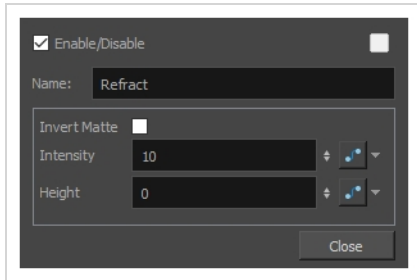 Enable/Disable
Name: Refract
Invert Matte
Intensity 10
Height 0
Close